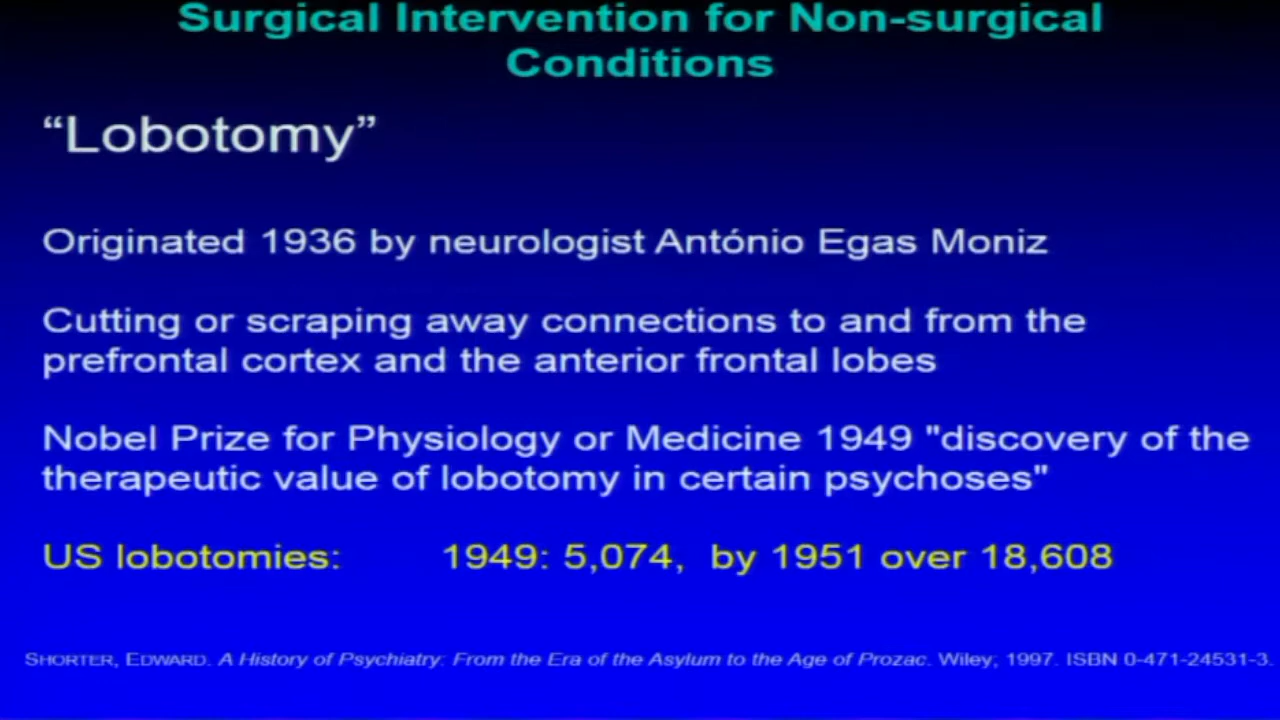 Surgical Intervention for Non-surgical
Conditions
“Lobotomy”
Originated 1936 by neurologist António Egas Moniz
Cutting or scraping away connections to and from the
prefrontal cortex and the anterior frontal lobes
Nobel Prize for Physiology or Medicine 1949 "discovery of the
therapeutic value of lobotomy in certain psychoses"
US lobotomies: 1949: 5,074, by 1951 over 18,608
SHORTER, EDWARD. A History of Psychiatry: From the Era of the Asylum to the Age of Prozac. Wiley; 1997. ISBN 0-471-24531-3.